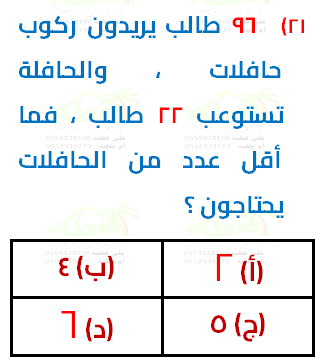 ٢١) ٩٦ طالب يريدون ركوب
حافلات ، والحافلة
تستوعب ٢٢ طالب ، فما
أقل عدد من الحافلات
يحتاجون ؟
(أ) ٢
(ب) ٤
(ج) ٥
(د) ٦